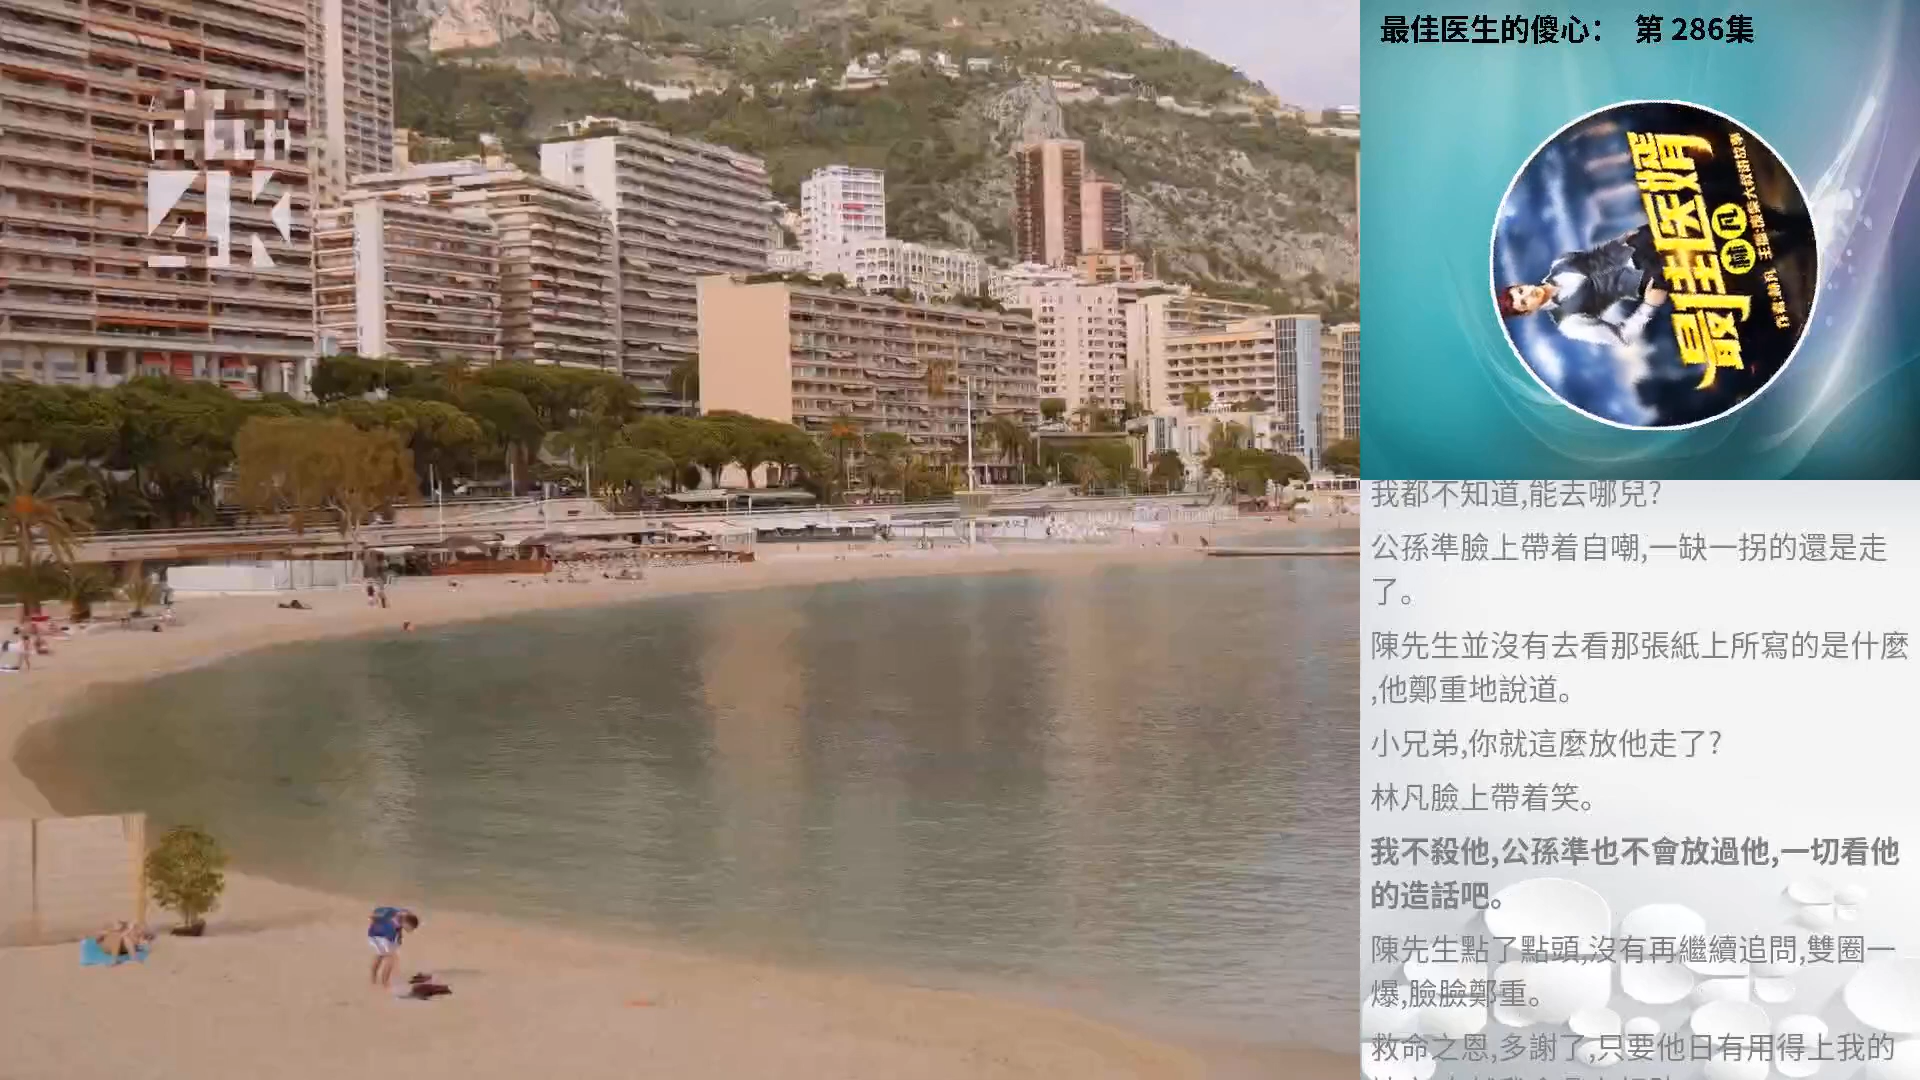 最佳医生的傻心： 第 286集
最佳医婿
我都不知道,能去哪兒?
公孫準臉上帶着自嘲,一缺一拐的還是走
了。
陳先生並沒有去看那張紙上所寫的是什麼
,他鄭重地說道。
小兄弟,你就這麼放他走了?
林凡臉上帶着笑。
我不殺他,公孫準也不會放過他,一切看他
的造話吧。
陳先生點了點頭,沒有再繼續追問,雙圈一
爆,臉臉鄭重。
救命之恩,多謝了,只要他日有用得上我的